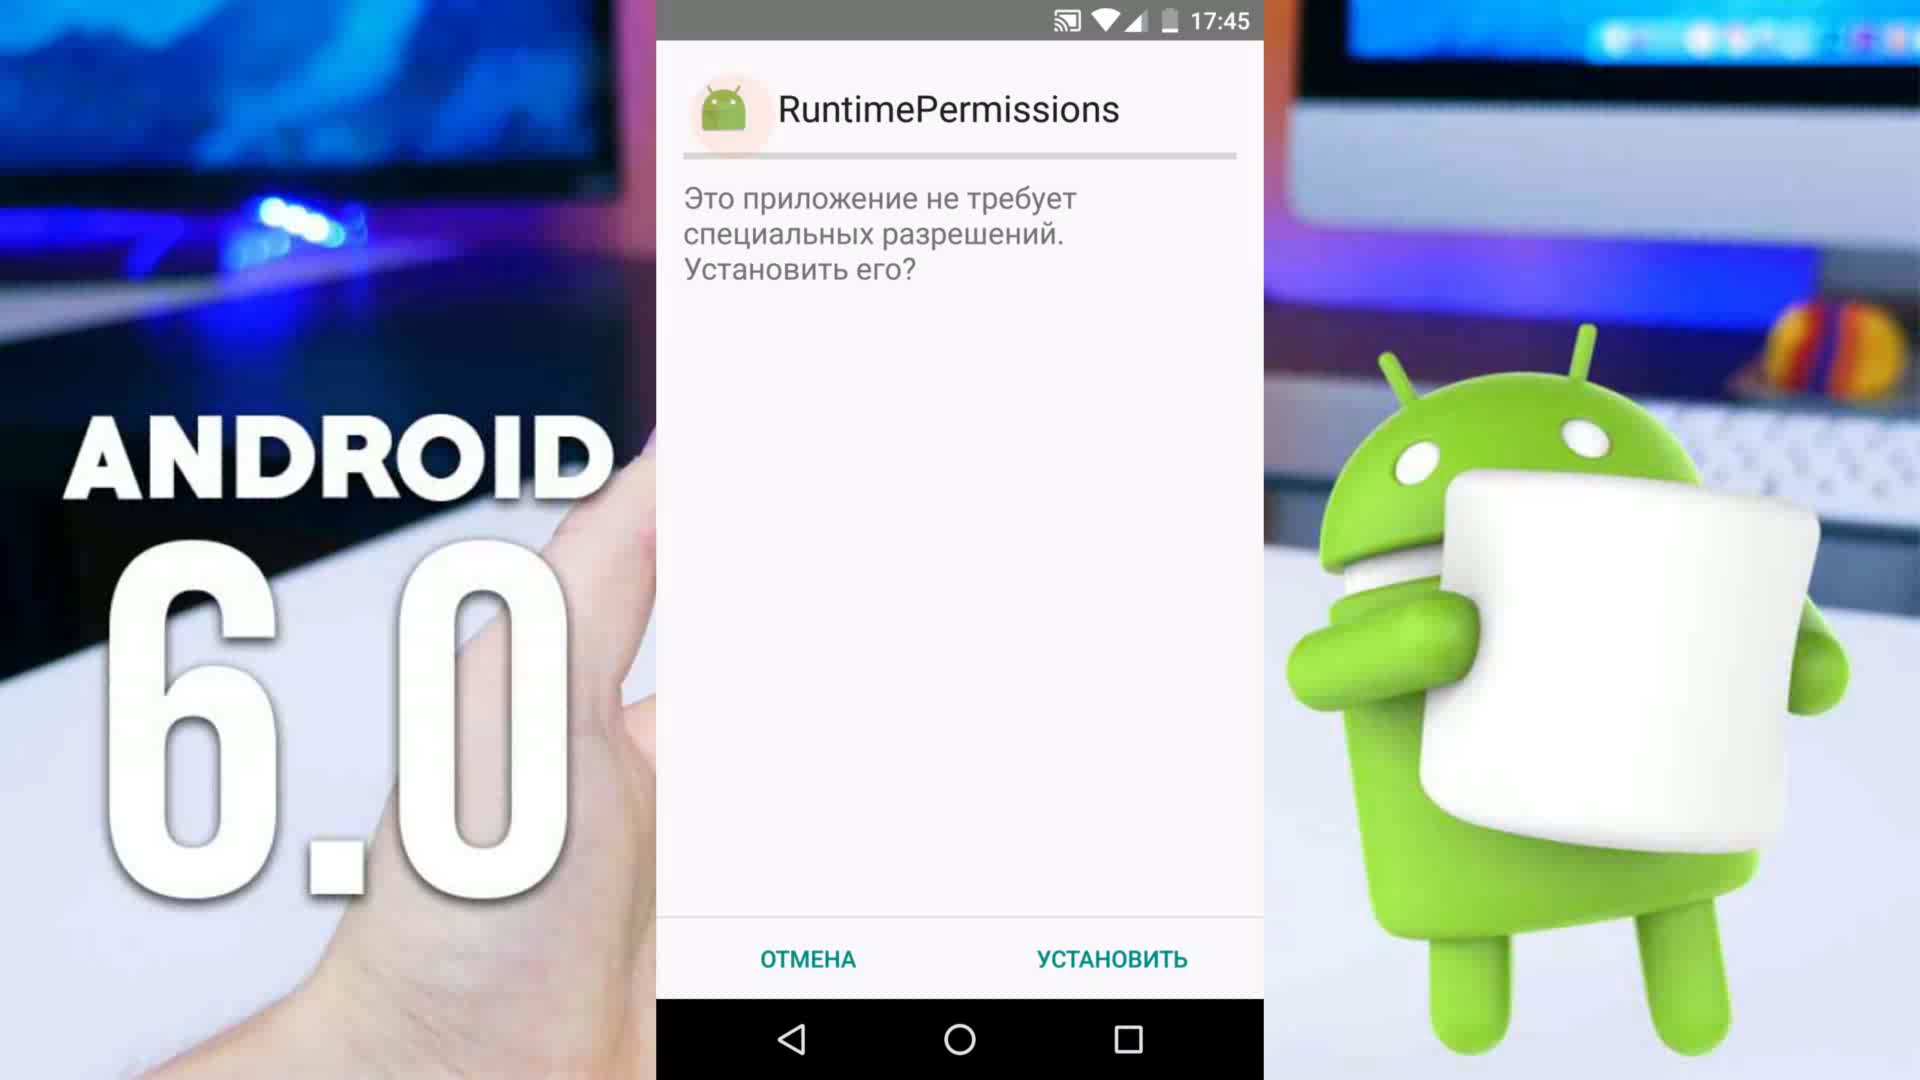 17:45
RuntimePermissions
Это приложение не требует
специальных разрешений.
Установить его?
ANDROID
6.0
ОТМЕНА
УСТАНОВИТЬ